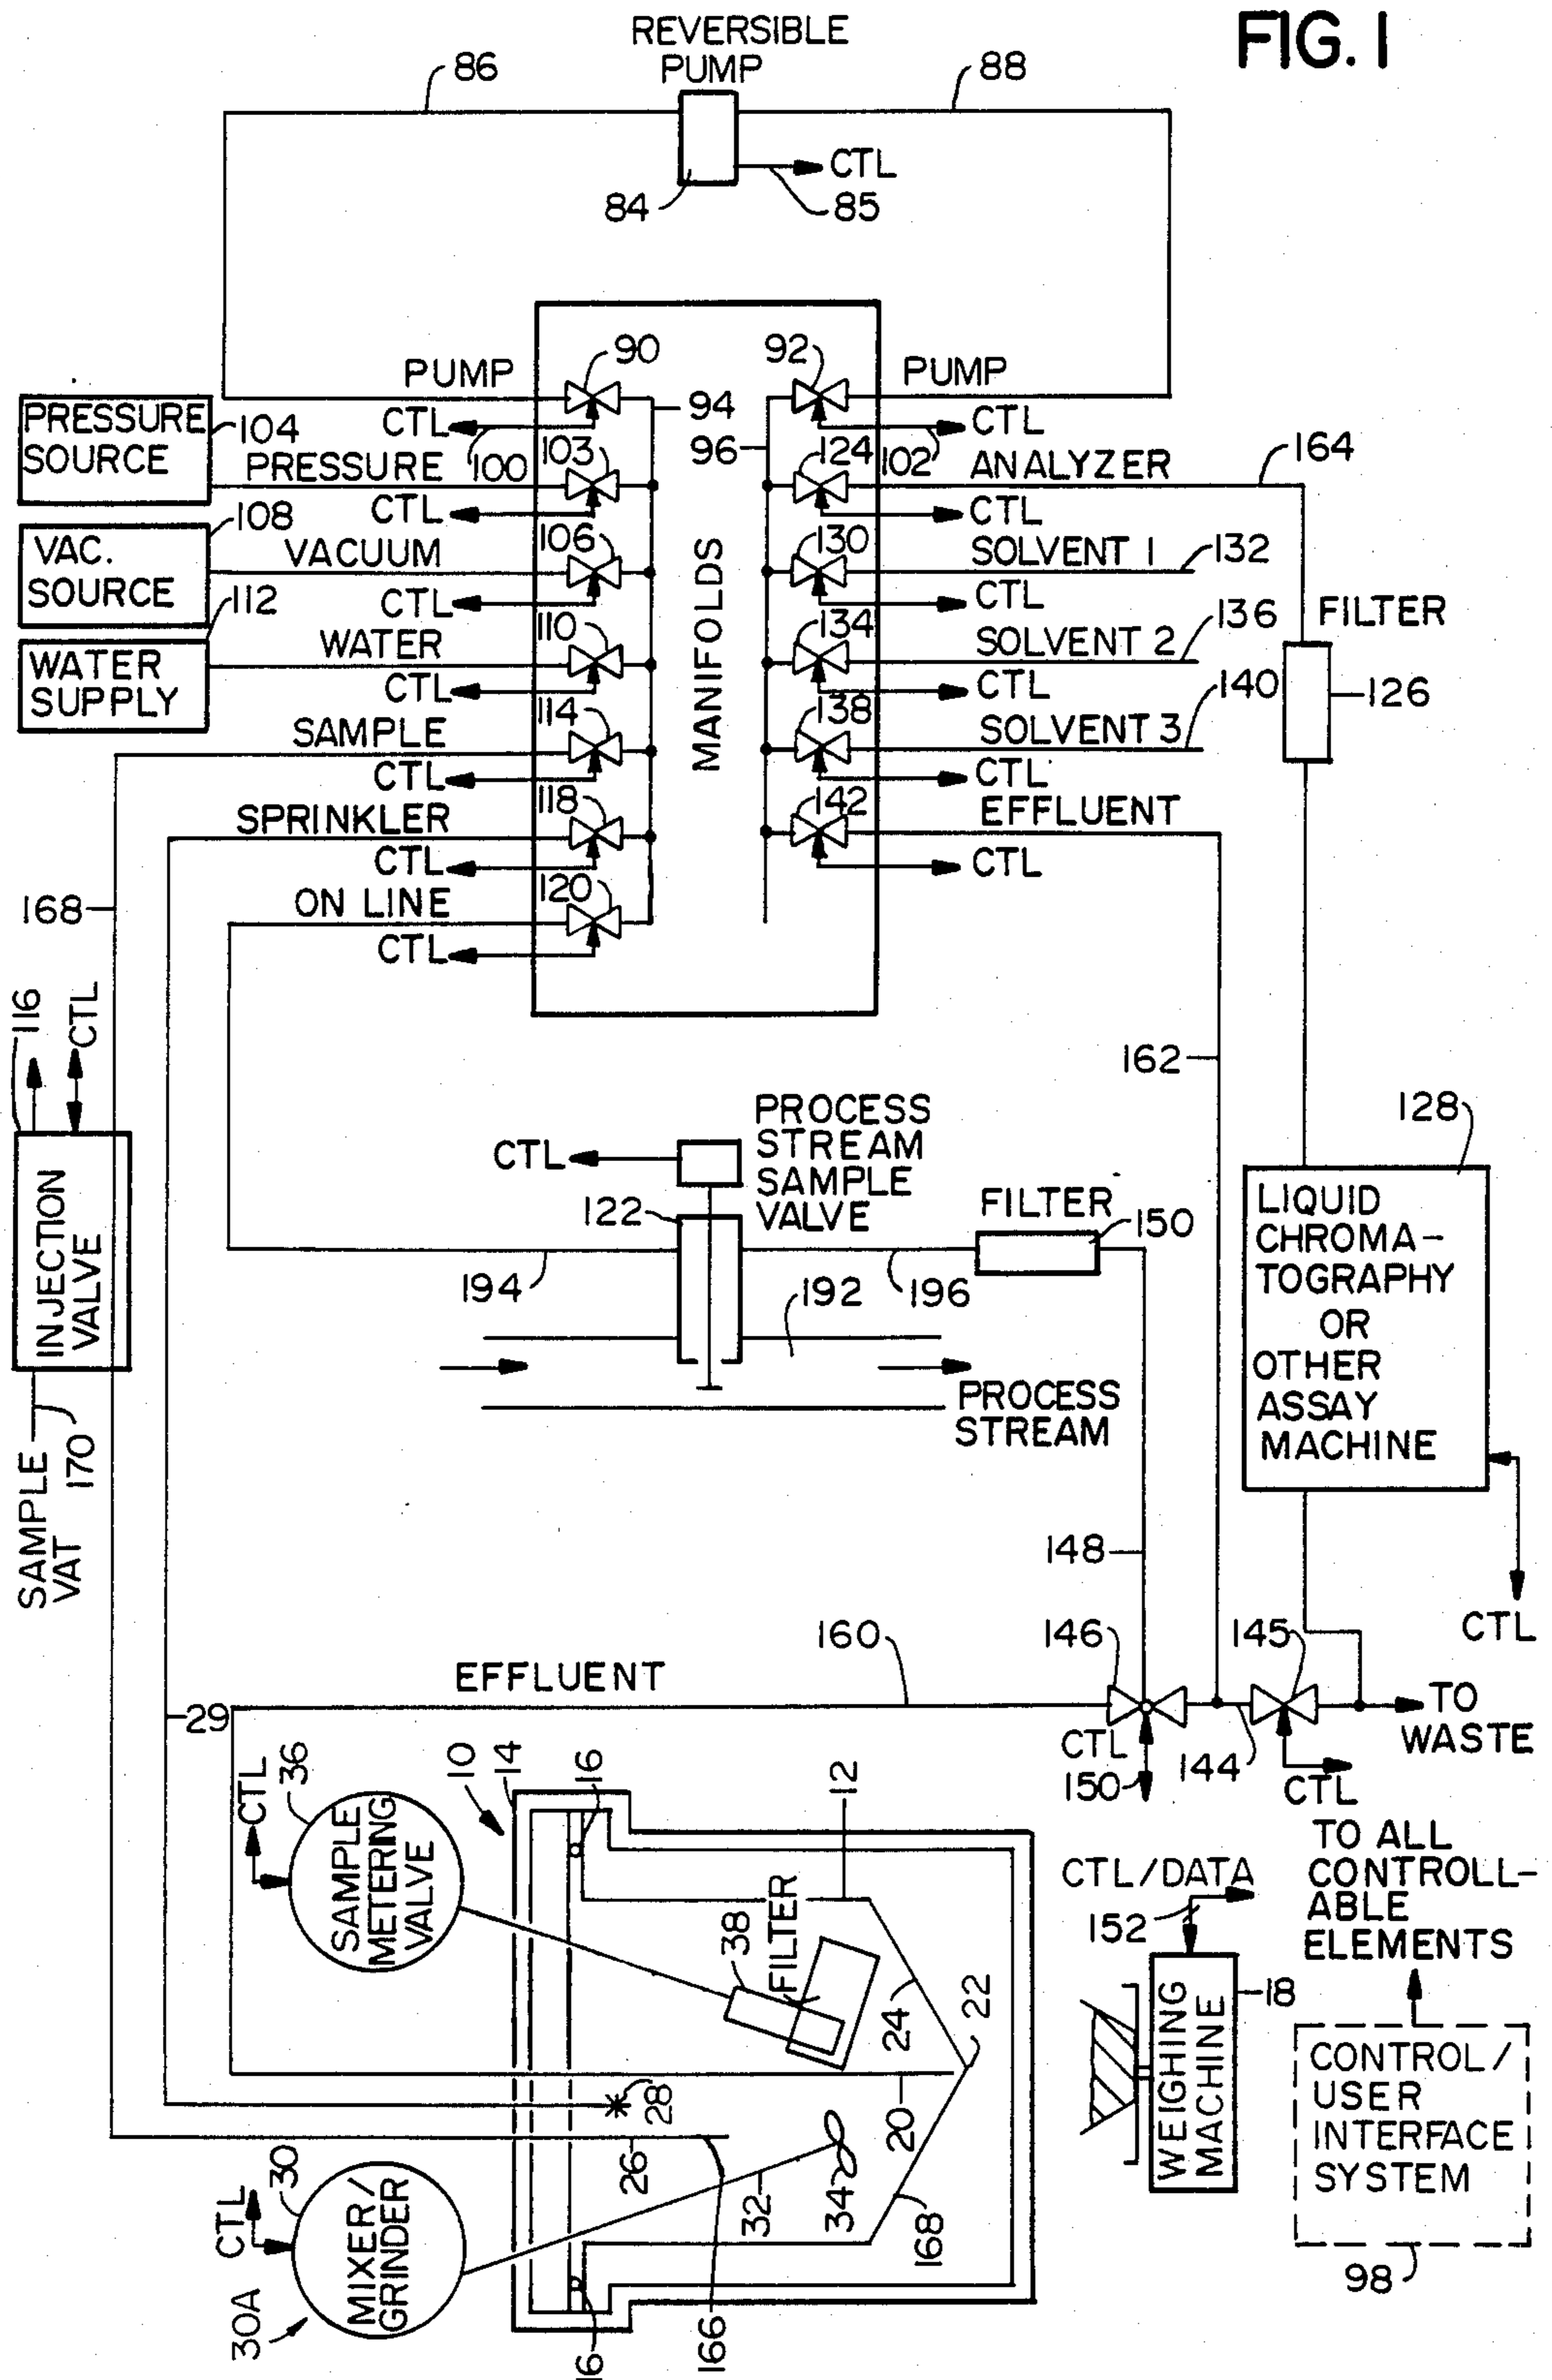 FIG. 1
REVERSIBLE
PUMP
86
88
CTL
84
85
90
92
PUMP
PUMP
94
96
CTL
100
CTL
102
PRESSURE
SOURCE
104
PRESSURE
103
CTL
124
ANALYZER
164
CTL
108
VAC.
SOURCE
VACUUM
106
CTL
130
SOLVENT 1
132
CTL
112
WATER
SUPPLY
WATER
110
CTL
134
SOLVENT 2
136
CTL
FILTER
126
MANIFOLDS
SAMPLE
114
CTL
138
SOLVENT 3
140
CTL
SPRINKLER
118
CTL
142
EFFLUENT
CTL
168
ON LINE
120
CTL
116
CTL
INJECTION
VALVE
SAMPLE
VAT
170
162
128
CTL
PROCESS
STREAM
SAMPLE
VALVE
122
FILTER
150
194
196
192
PROCESS
STREAM
LIQUID
CHROMA-
TOGRAPHY
OR
OTHER
ASSAY
MACHINE
CTL
148
160
146
145
EFFLUENT
29
TO
WASTE
CTL
150
144
CTL
CTL
36
SAMPLE
METERING
VALVE
10
14
16
12
38
FILTER
24
22
28
20
26
32
34
168
166
16
CTL
30
MIXER/
GRINDER
30A
CTL/DATA
152
WEIGHING
MACHINE
18
TO ALL
CONTROLL-
ABLE
ELEMENTS
CONTROL/
USER
INTERFACE
SYSTEM
98